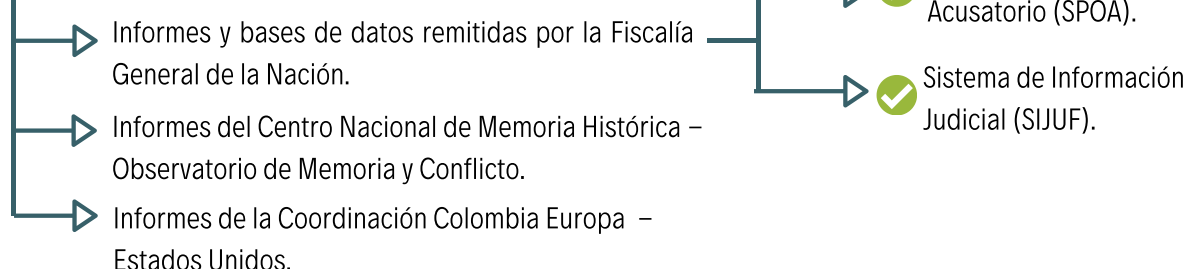 Informes y bases de datos remitidas por la Fiscalía
General de la Nación.
Informes del Centro Nacional de Memoria Histórica –
Observatorio de Memoria y Conflicto.
Informes de la Coordinación Colombia Europa –
Estados Unidos.
Acusatorio (SPOA).
Sistema de Información
Judicial (SIJUF).